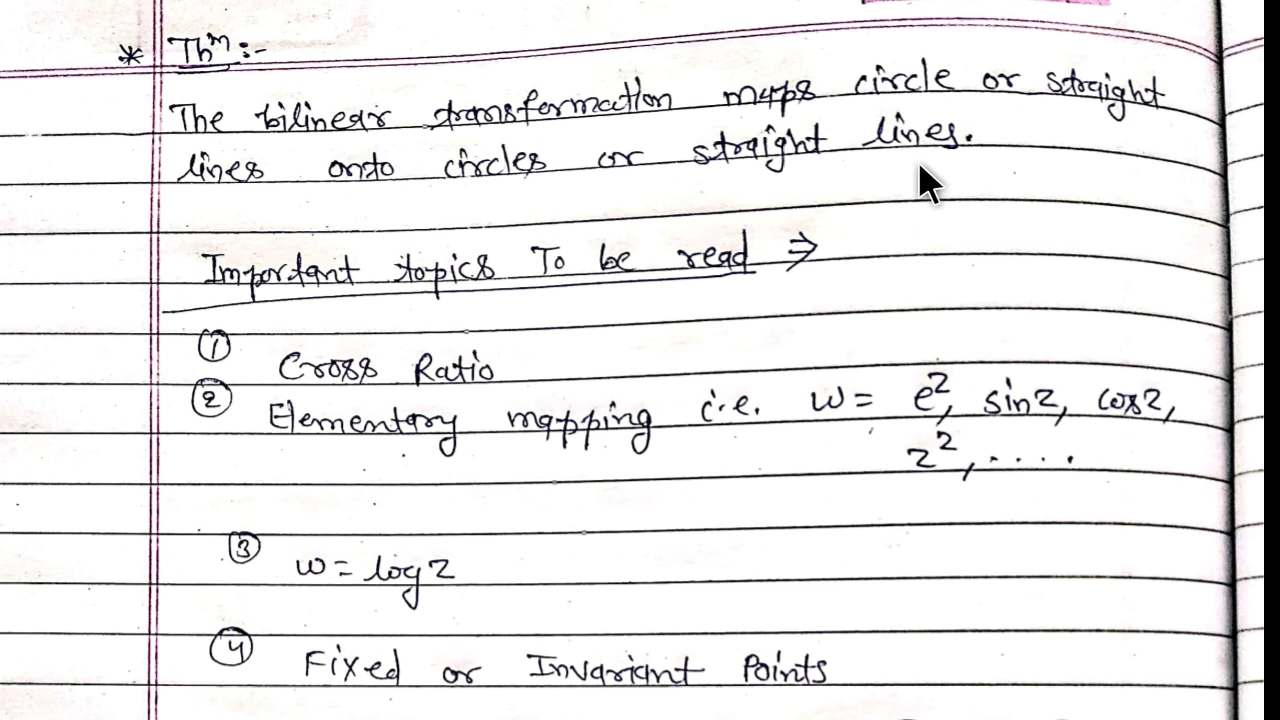 * Thm :-
The bilinear transformation maps circle or straight
lines onto circles or straight lines.
Important topics To be read ⇒
① Cross Ratio
② Elementary mapping i.e. w = e^z, sin z, cos z,
z², . . . .
③ w = log z
④ Fixed or Invariant Points